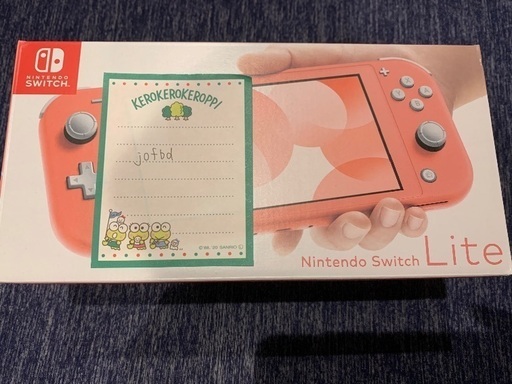 NINTENDO
SWITCH
KEROKEROKEROPPI
jofbd
Nintendo Switch Lite